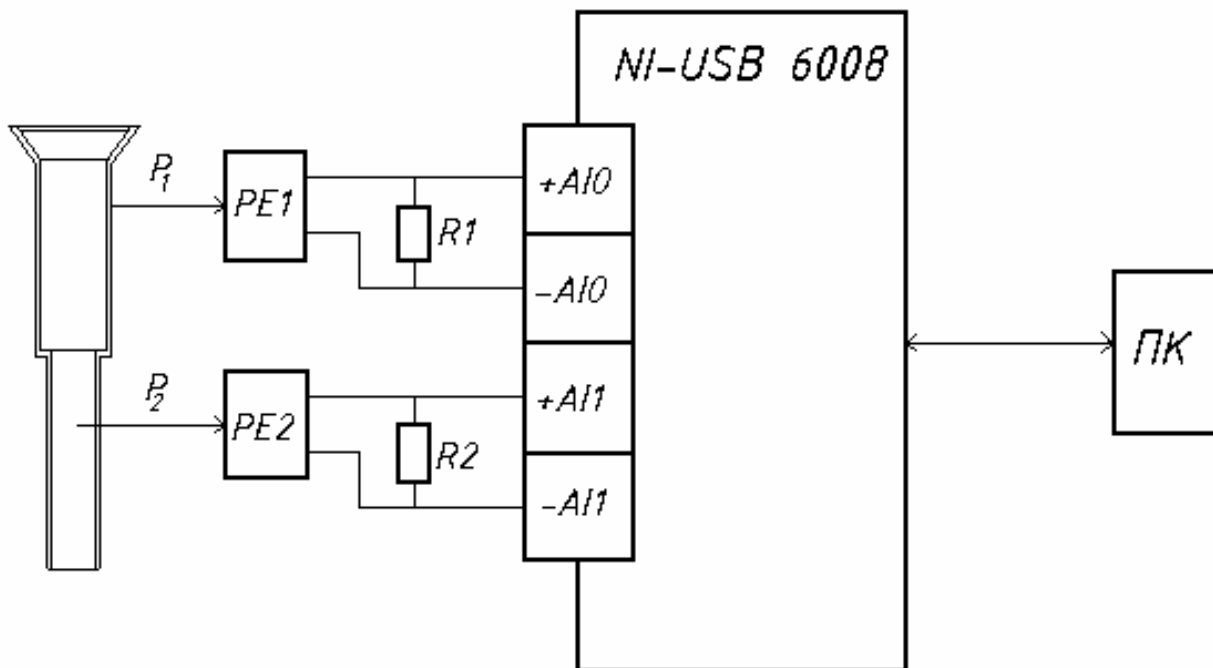 NI-USB 6008
P1
PE1
R1
+AI0
-AI0
P2
PE2
R2
+AI1
-AI1
ПК